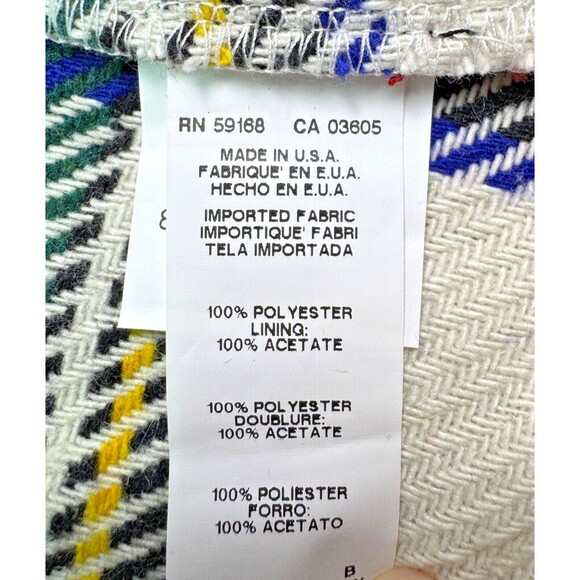 RN 59168 CA 03605
MADE IN U.S.A.
FABRIQUE' EN E.U.A.
HECHO EN E.U.A.
8
IMPORTED FABRIC
IMPORTIQUE' FABRI
TELA IMPORTADA
100% POLYESTER
LINING:
100% ACETATE
100% POLYESTER
DOUBLURE:
100% ACETATE
100% POLIESTER
FORRO:
100% ACETATO
B